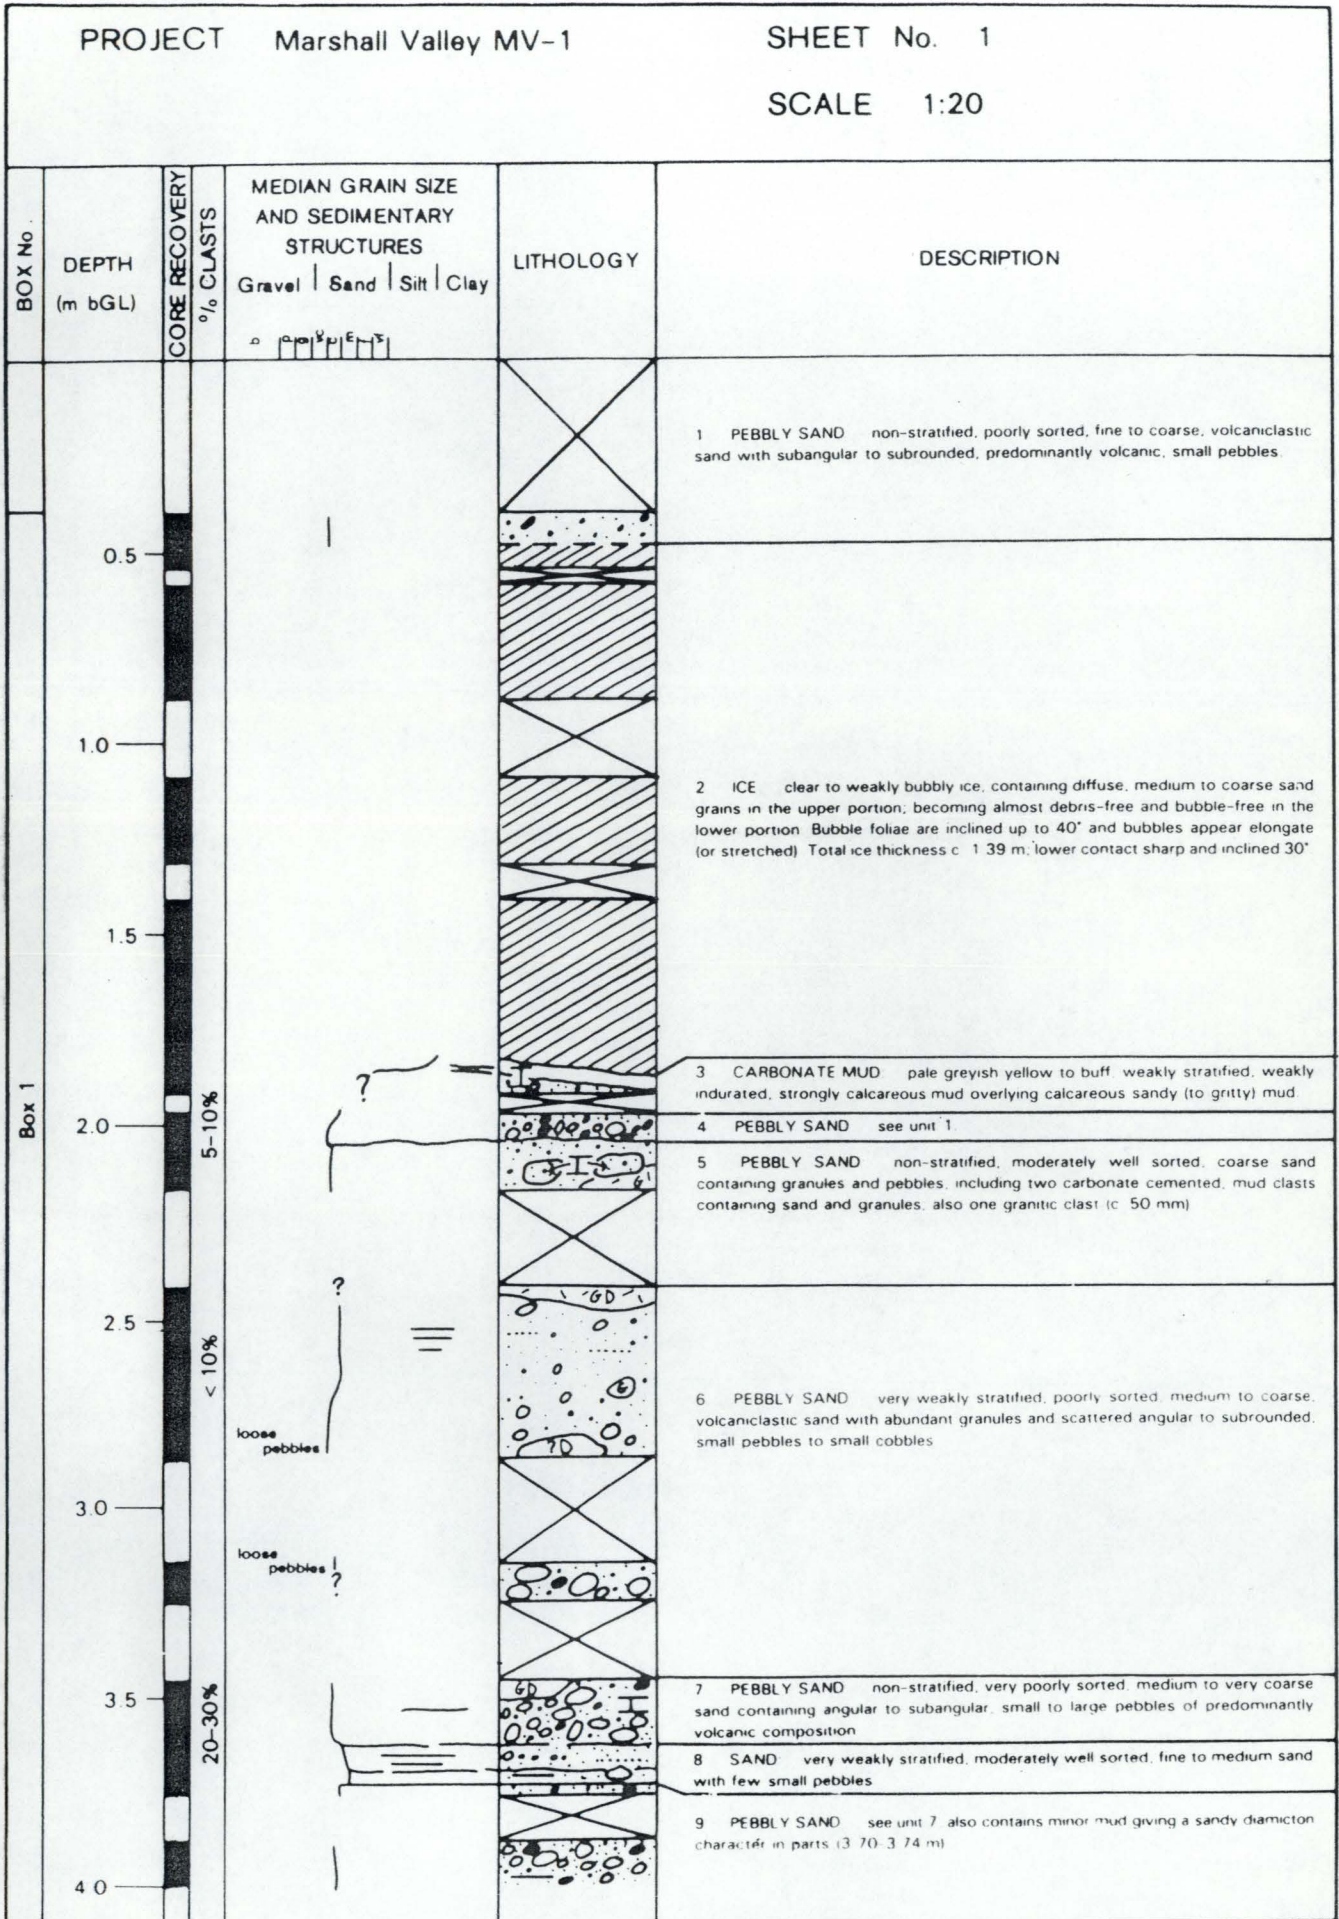 PROJECT Marshall Valley MV-1
SHEET No. 1
SCALE 1:20
BOX No.
DEPTH
(m bGL)
CORE RECOVERY
% CLASTS
MEDIAN GRAIN SIZE
AND SEDIMENTARY
STRUCTURES
Gravel | Sand | Silt | Clay
LITHOLOGY
DESCRIPTION
1 PEBBLY SAND non-stratified, poorly sorted, fine to coarse, volcaniclastic
sand with subangular to subrounded, predominantly volcanic, small pebbles.
0.5
1.0
2 ICE clear to weakly bubbly ice, containing diffuse, medium to coarse sand
grains in the upper portion; becoming almost debris-free and bubble-free in the
lower portion Bubble foliae are inclined up to 40° and bubbles appear elongate
(or stretched) Total ice thickness c 1 39 m; lower contact sharp and inclined 30°
1.5
Box 1
?
3 CARBONATE MUD pale greyish yellow to buff, weakly stratified, weakly
indurated, strongly calcareous mud overlying calcareous sandy (to gritty) mud.
2.0
5-10%
4 PEBBLY SAND see unit 1
5 PEBBLY SAND non-stratified, moderately well sorted, coarse sand
containing granules and pebbles, including two carbonate cemented, mud clasts
containing sand and granules, also one granitic clast (c 50 mm)
?
GD
2.5
< 10%
G
6 PEBBLY SAND very weakly stratified, poorly sorted, medium to coarse,
volcaniclastic sand with abundant granules and scattered angular to subrounded,
small pebbles to small cobbles
loose
pebbles
?D
3.0
loose
pebbles
?
3.5
20-30%
GD
7 PEBBLY SAND non-stratified, very poorly sorted, medium to very coarse
sand containing angular to subangular, small to large pebbles of predominantly
volcanic composition
8 SAND very weakly stratified, moderately well sorted, fine to medium sand
with few small pebbles
9 PEBBLY SAND see unit 7 also contains minor mud giving a sandy diamicton
character in parts (3 70-3 74 m)
4 0